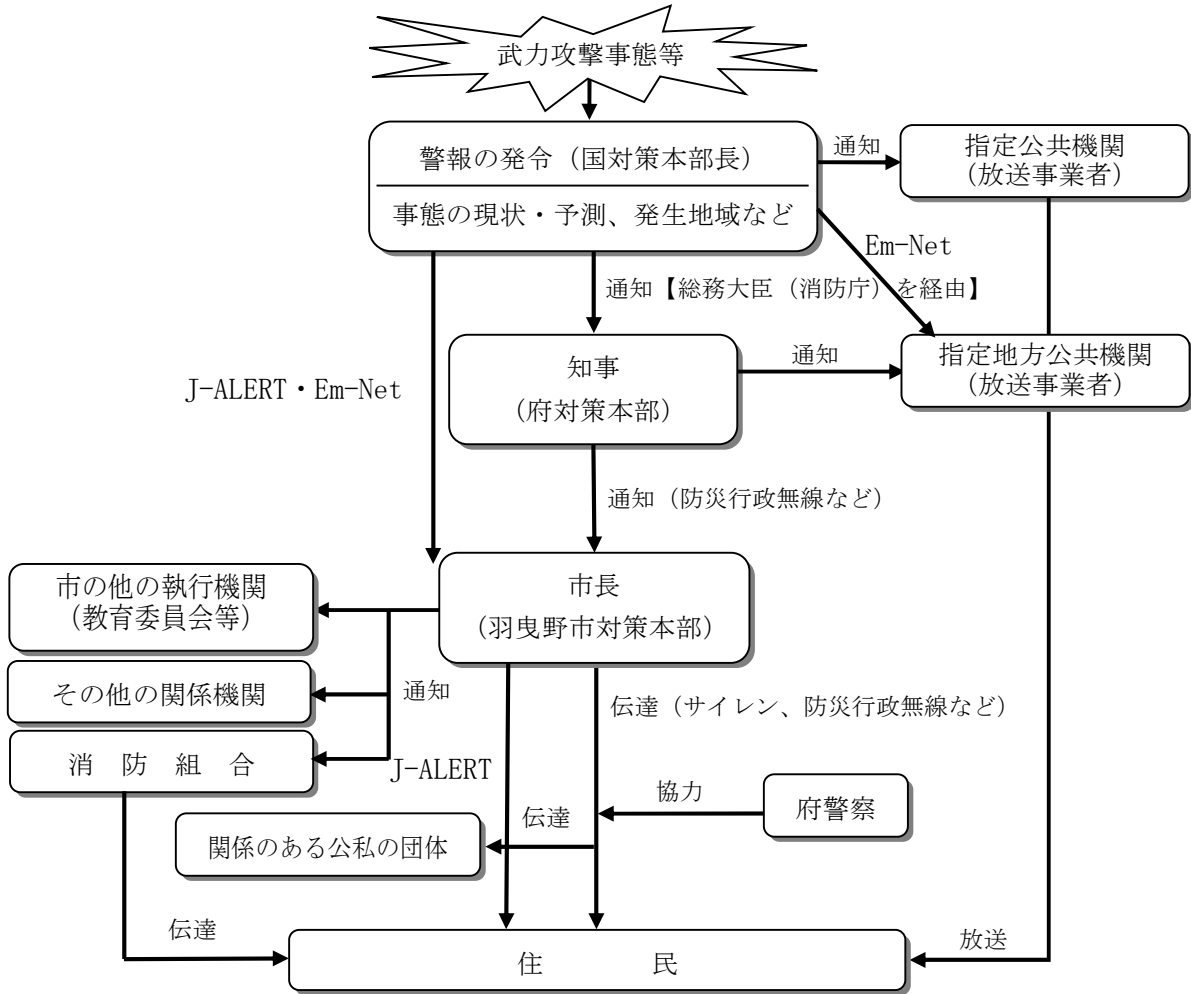 武力攻撃事態等
警報の発令（国対策本部長）
事態の現状・予測、発生地域など
通知
指定公共機関
（放送事業者）
Em-Net
通知【総務大臣（消防庁）を経由】
J-ALERT・Em-Net
知事
（府対策本部）
通知
指定地方公共機関
（放送事業者）
通知（防災行政無線など）
市長
（羽曳野市対策本部）
市の他の執行機関
（教育委員会等）
その他の関係機関
通知
消　防　組　合
J-ALERT
伝達（サイレン、防災行政無線など）
協力
府警察
伝達
関係のある公私の団体
伝達
放送
住　　　民